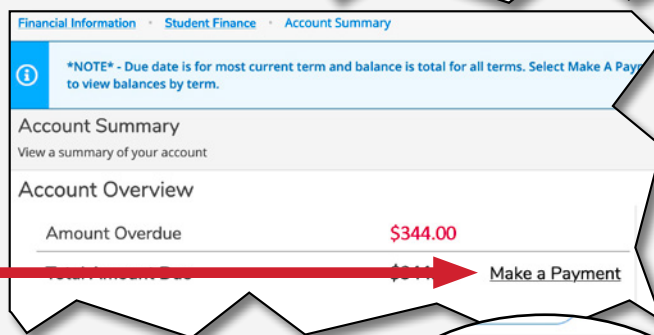 Financial Information · Student Finance · Account Summary
*NOTE* - Due date is for most current term and balance is total for all terms. Select Make A
to view balances by term.
Account Summary
View a summary of your account
Account Overview
Amount Overdue $344.00
Make a Payment